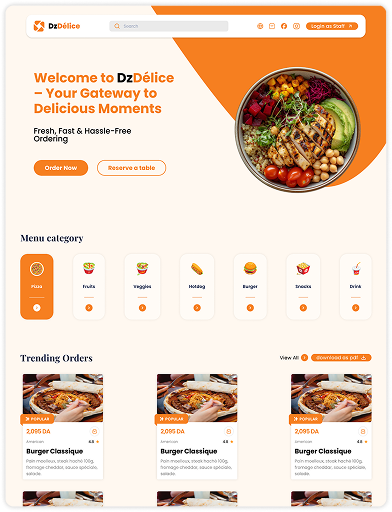 DzDélice
Search
Login as Staff
Welcome to DzDélice
– Your Gateway to
Delicious Moments
Fresh, Fast & Hassle-Free
Ordering
Order Now
Reserve a table
Menu category
Pizza
Fruits
Veggies
Hotdog
Burger
Snacks
Drink
Trending Orders
View All
download as pdf
POPULAR
POPULAR
POPULAR
2,095 DA
2,095 DA
2,095 DA
American
4.8
American
4.8
American
4.8
Burger Classique
Burger Classique
Burger Classique
Pain moelleux, steak haché 100g,
fromage cheddar, sauce spéciale,
salade.
Pain moelleux, steak haché 100g,
fromage cheddar, sauce spéciale,
salade.
Pain moelleux, steak haché 100g,
fromage cheddar, sauce spéciale,
salade.